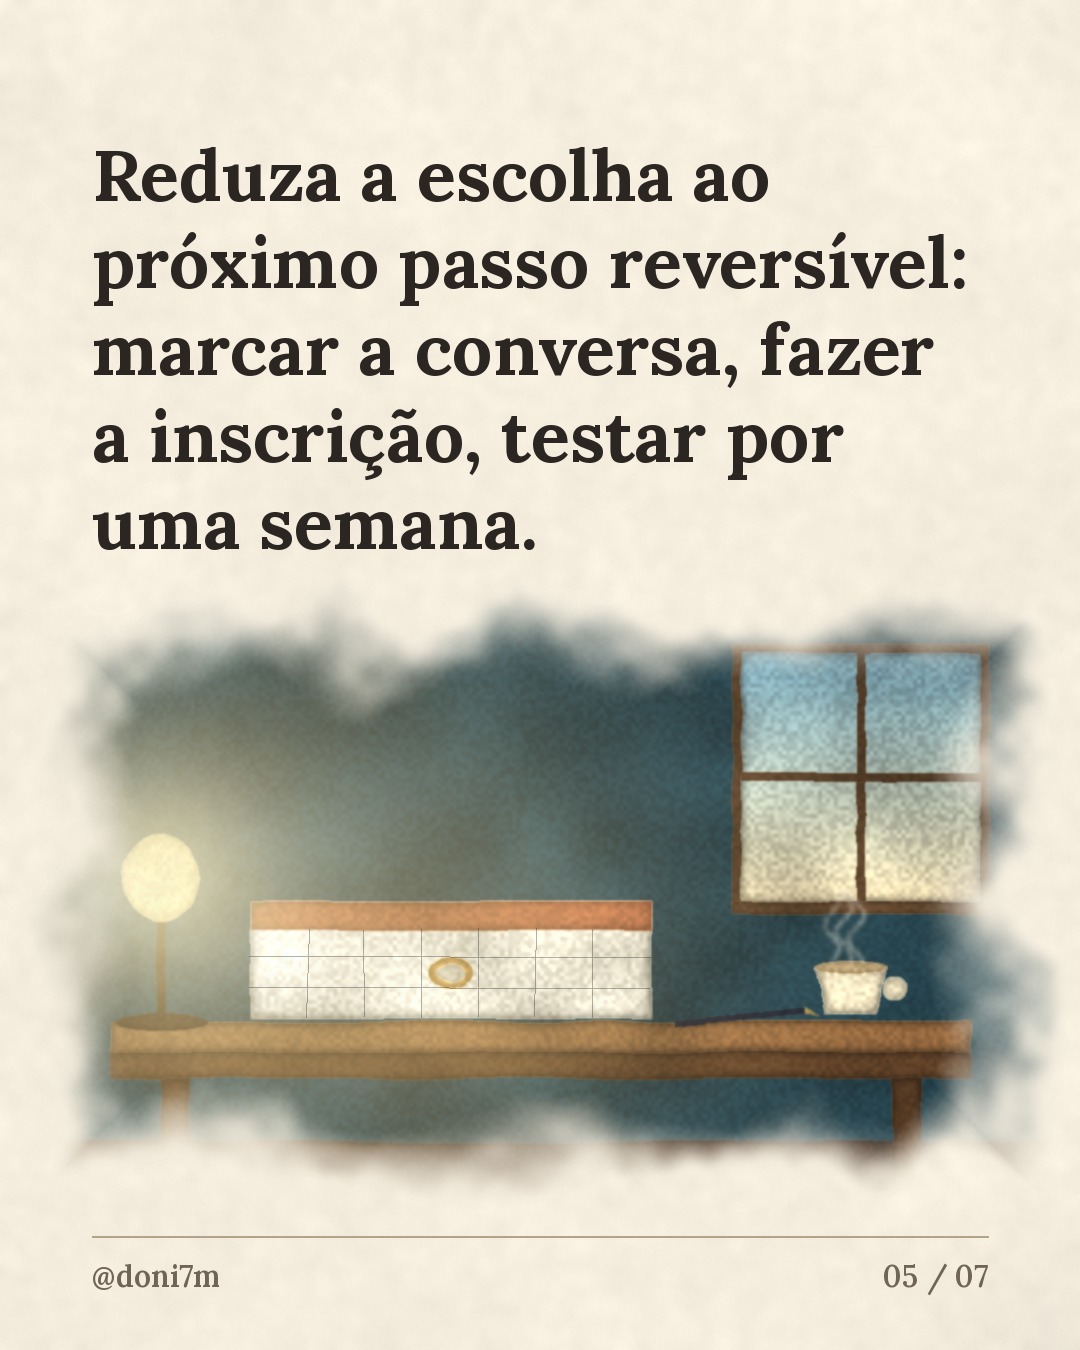 Reduza a escolha ao
próximo passo reversível:
marcar a conversa, fazer
a inscrição, testar por
uma semana.
@doni7m
05 / 07